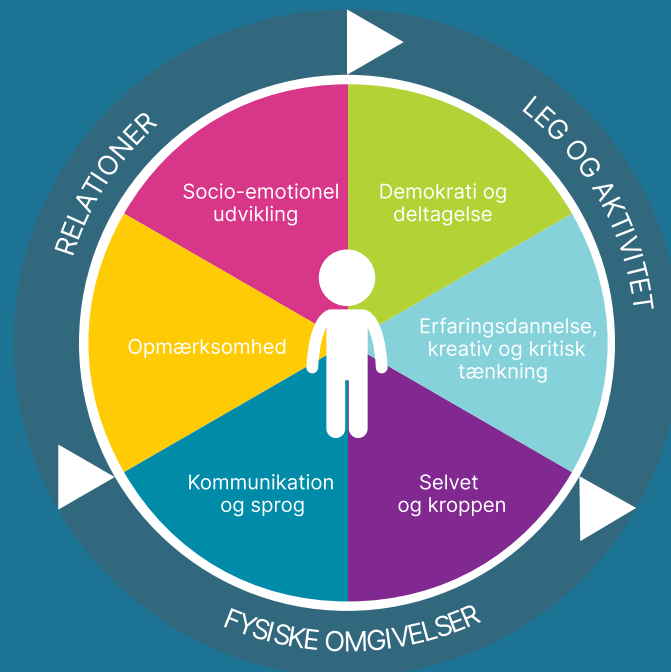 RELATIONER
LEG OG AKTIVITET
Socio-emotionel
udvikling
Demokrati og
deltagelse
Opmærksomhed
Erfaringsdannelse,
kreativ og kritisk
tænkning
Kommunikation
og sprog
Selvet
og kroppen
FYSISKE OMGIVELSER